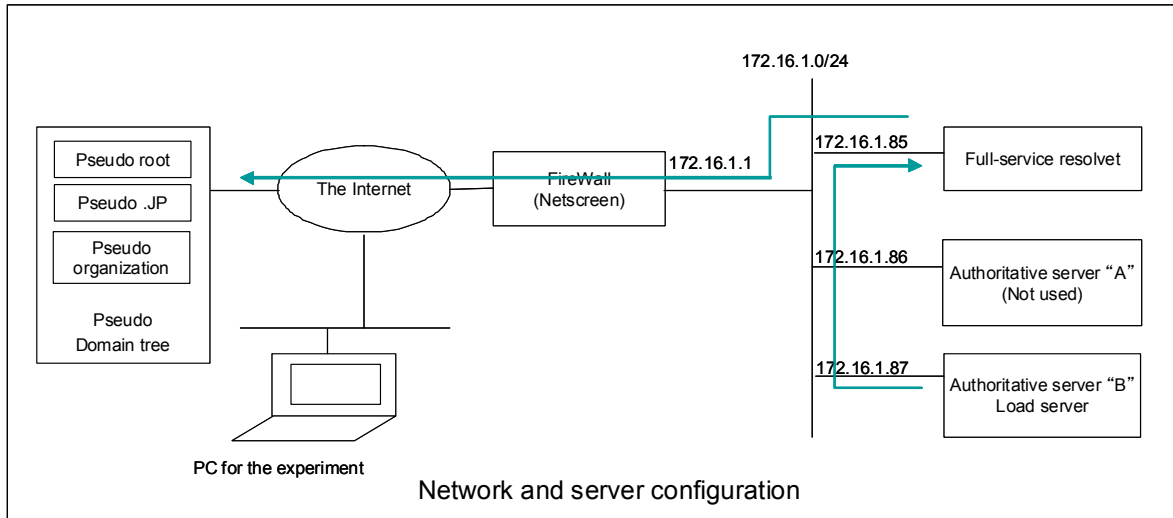 172.16.1.0/24
Pseudo root
Pseudo .JP
Pseudo
organization
Pseudo
Domain tree
The Internet
FireWall
(Netscreen)
172.16.1.1
172.16.1.85
Full-service resolvet
172.16.1.86
Authoritative server “A”
(Not used)
172.16.1.87
Authoritative server “B”
Load server
PC for the experiment
Network and server configuration